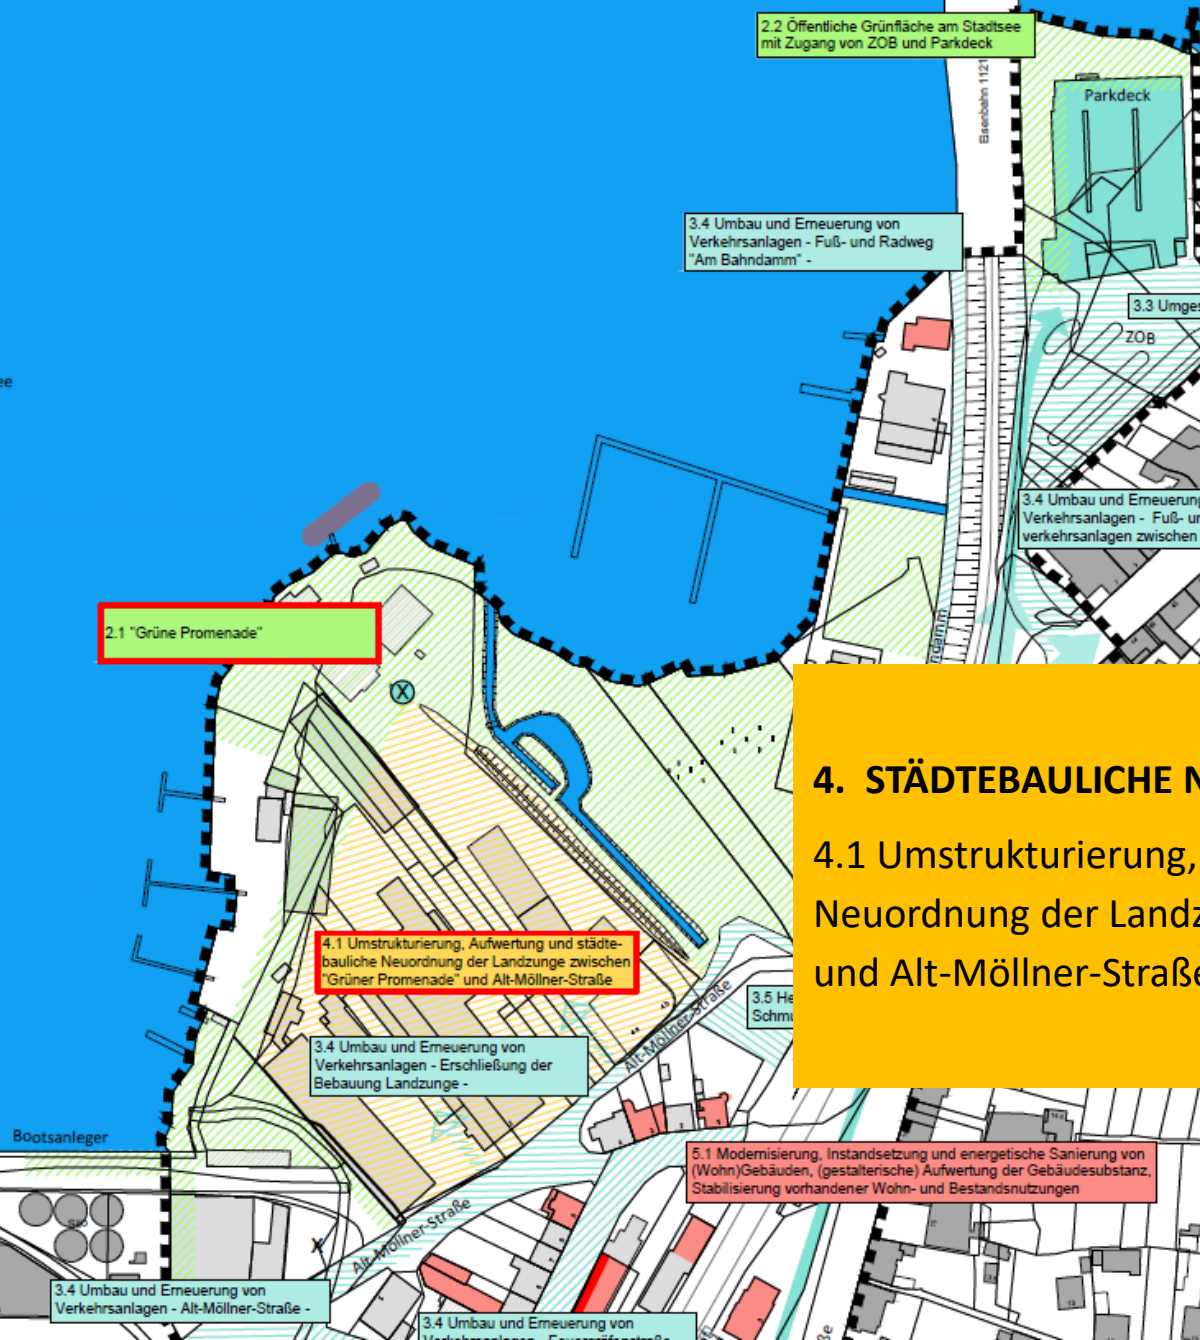 2.2 Öffentliche Grünfläche am Stadtsee
mit Zugang von ZOB und Parkdeck
Eisenbahn 1121
Parkdeck
3.4 Umbau und Erneuerung von
Verkehrsanlagen - Fuß- und Radweg
"Am Bahndamm" -
3.3 Umges
ZOB
ee
3.4 Umbau und Erneuerung
Verkehrsanlagen - Fuß- un
verkehrsanlagen zwischen
ndamm
2.1 "Grüne Promenade"
X
4. STÄDTEBAULICHE N
4.1 Umstrukturierung,
Neuordnung der Landz
und Alt-Möllner-Straße
4.1 Umstrukturierung, Aufwertung und städte-
bauliche Neuordnung der Landzunge zwischen
"Grüner Promenade" und Alt-Möllner-Straße
3.5 He
Schmu
Alt-Möllner-Straße
3.4 Umbau und Erneuerung von
Verkehrsanlagen - Erschließung der
Bebauung Landzunge -
Bootsanleger
5.1 Modernisierung, Instandsetzung und energetische Sanierung von
(Wohn)Gebäuden, (gestalterische) Aufwertung der Gebäudesubstanz,
Stabilisierung vorhandener Wohn- und Bestandsnutzungen
Alt-Möllner-Straße
X
3.4 Umbau und Erneuerung von
Verkehrsanlagen - Alt-Möllner-Straße -
3.4 Umbau und Erneuerung von
ße